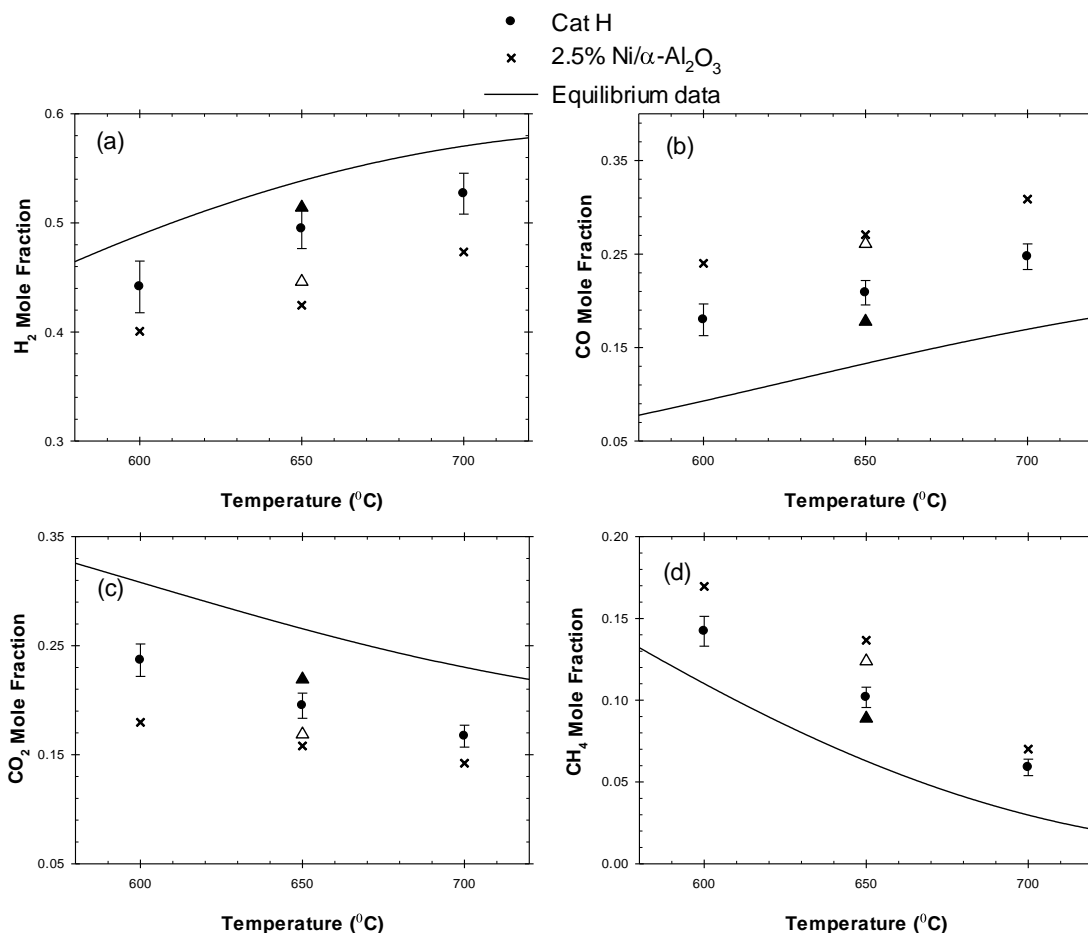 Cat H
2.5% Ni/α-Al2O3
Equilibrium data
(a)
H2 Mole Fraction
0.6
0.5
0.4
0.3
600 650 700
Temperature (⁰C)
(b)
CO Mole Fraction
0.35
0.25
0.15
0.05
600 650 700
Temperature (⁰C)
(c)
CO2 Mole Fraction
0.35
0.25
0.15
0.05
600 650 700
Temperature (⁰C)
(d)
CH4 Mole Fraction
0.20
0.15
0.10
0.05
0.00
600 650 700
Temperature (⁰C)